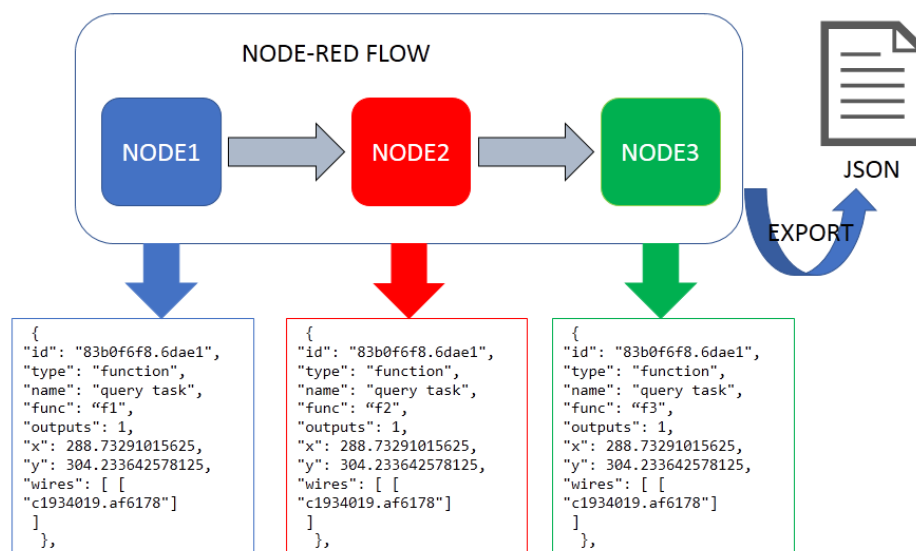 NODE-RED FLOW
NODE1
NODE2
NODE3
JSON
EXPORT
{
"id": "83b0f6f8.6dae1",
"type": "function",
"name": "query task",
"func": “f1",
"outputs": 1,
"x": 288.73291015625,
"y": 304.233642578125,
"wires": [ [
"c1934019.af6178"]
]
},
{
"id": "83b0f6f8.6dae1",
"type": "function",
"name": "query task",
"func": “f2",
"outputs": 1,
"x": 288.73291015625,
"y": 304.233642578125,
"wires": [ [
"c1934019.af6178"]
]
},
{
"id": "83b0f6f8.6dae1",
"type": "function",
"name": "query task",
"func": “f3",
"outputs": 1,
"x": 288.73291015625,
"y": 304.233642578125,
"wires": [ [
"c1934019.af6178"]
]
},